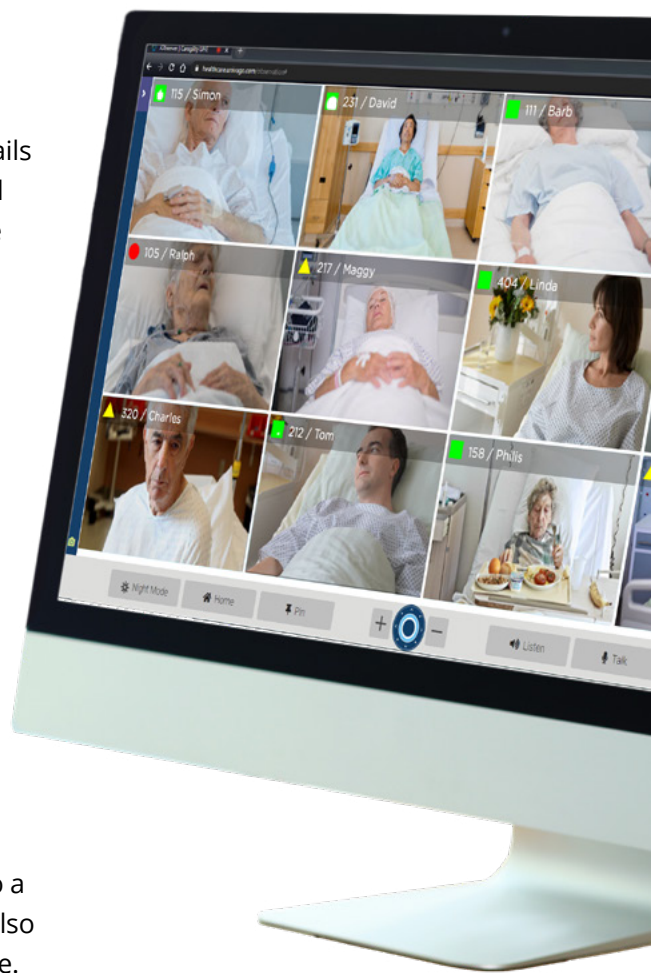 ails
115 / Simon
231 / David
111 / Barb
105 / Ralph
217 / Maggy
404 / Linda
320 / Charles
212 / Tom
158 / Philis
Night Mode
Home
Pin
+
−
Listen
Talk
o a
lso
e.